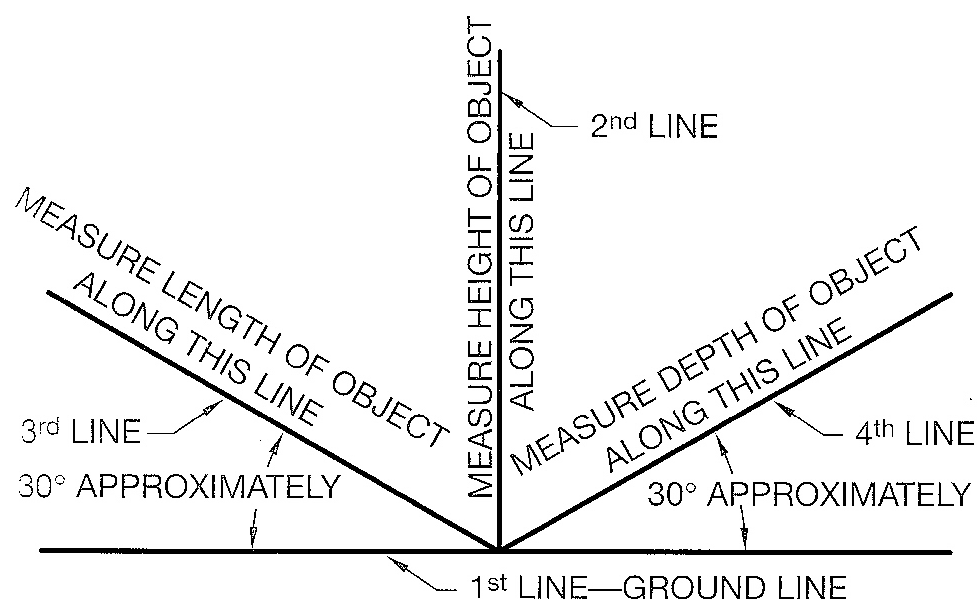 MEASURE HEIGHT OF OBJECT
ALONG THIS LINE
2nd LINE
MEASURE LENGTH OF OBJECT
ALONG THIS LINE
MEASURE DEPTH OF OBJECT
ALONG THIS LINE
3rd LINE
4th LINE
30° APPROXIMATELY
30° APPROXIMATELY
1st LINE—GROUND LINE